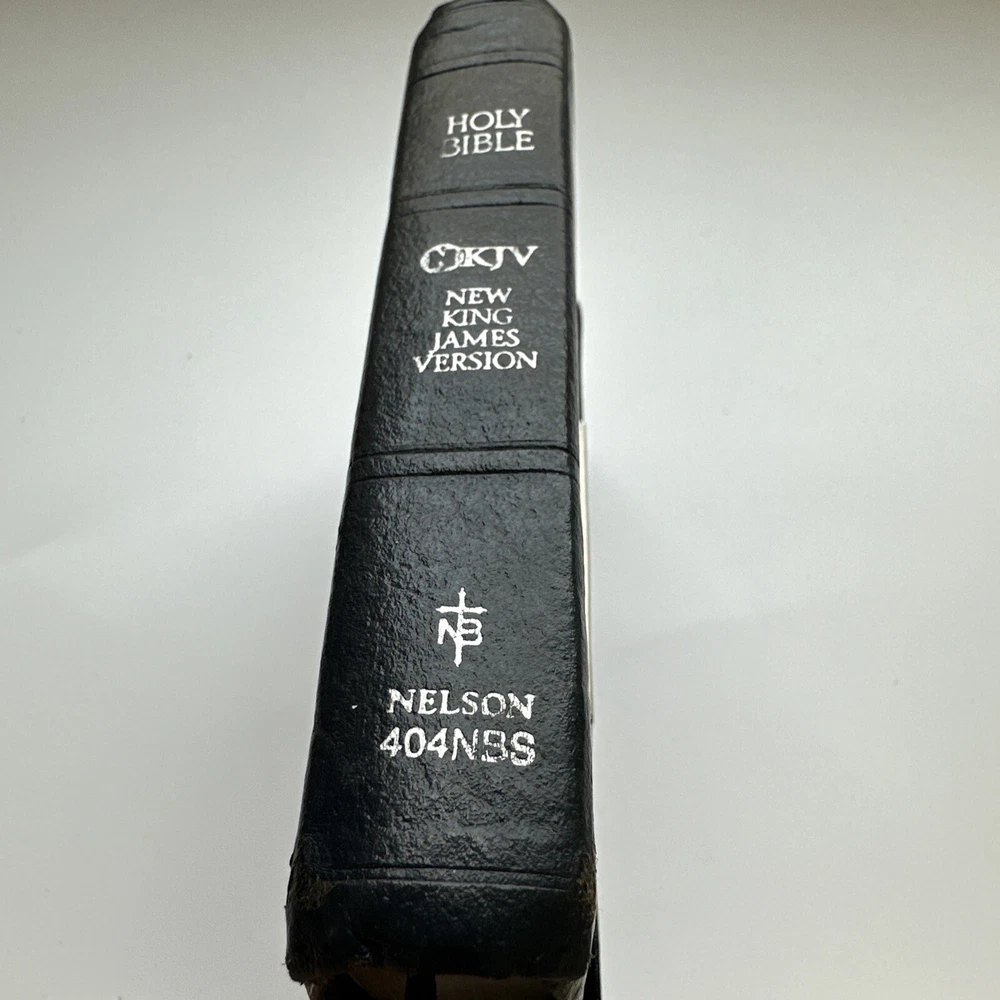 HOLY
BIBLE
NKJV
NEW
KING
JAMES
VERSION
NB
NELSON
404NBS